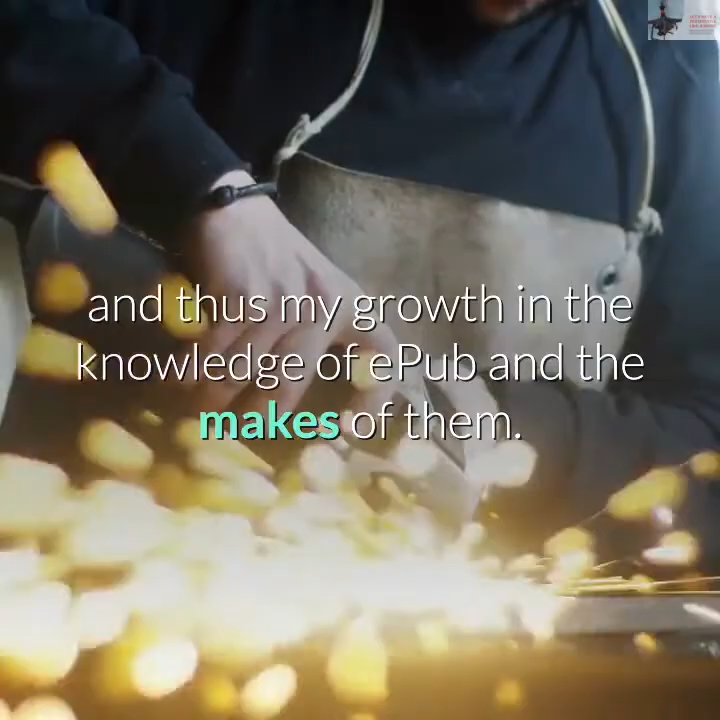 and thus my growth in the
knowledge of ePub and the
makes of them.